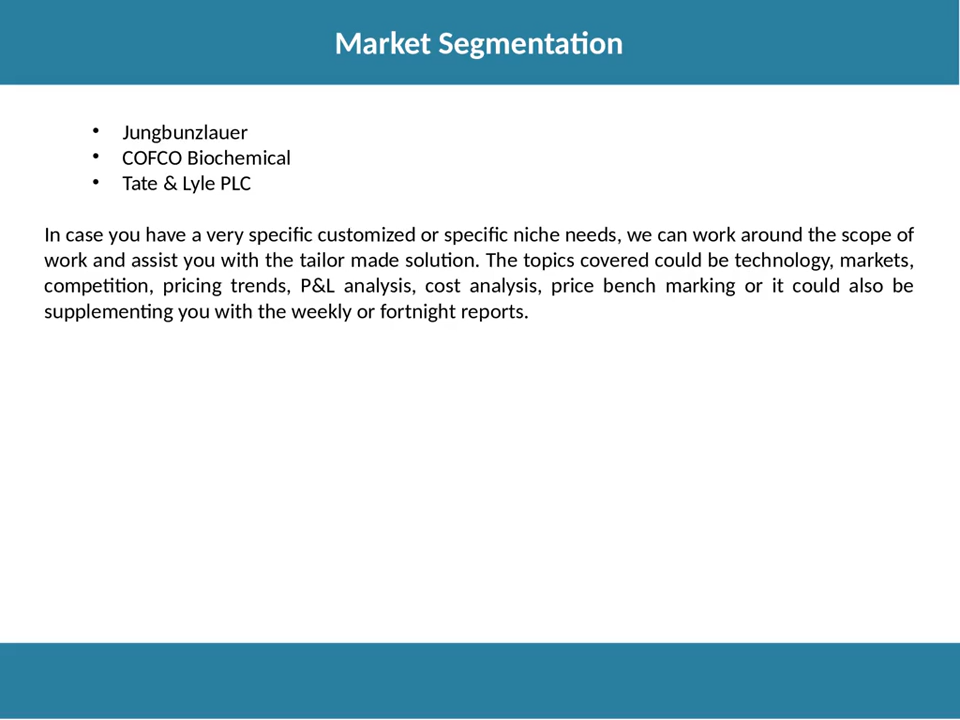 Market Segmentation
• Jungbunzlauer
• COFCO Biochemical
• Tate & Lyle PLC
In case you have a very specific customized or specific niche needs, we can work around the scope of
work and assist you with the tailor made solution. The topics covered could be technology, markets,
competition, pricing trends, P&L analysis, cost analysis, price bench marking or it could also be
supplementing you with the weekly or fortnight reports.